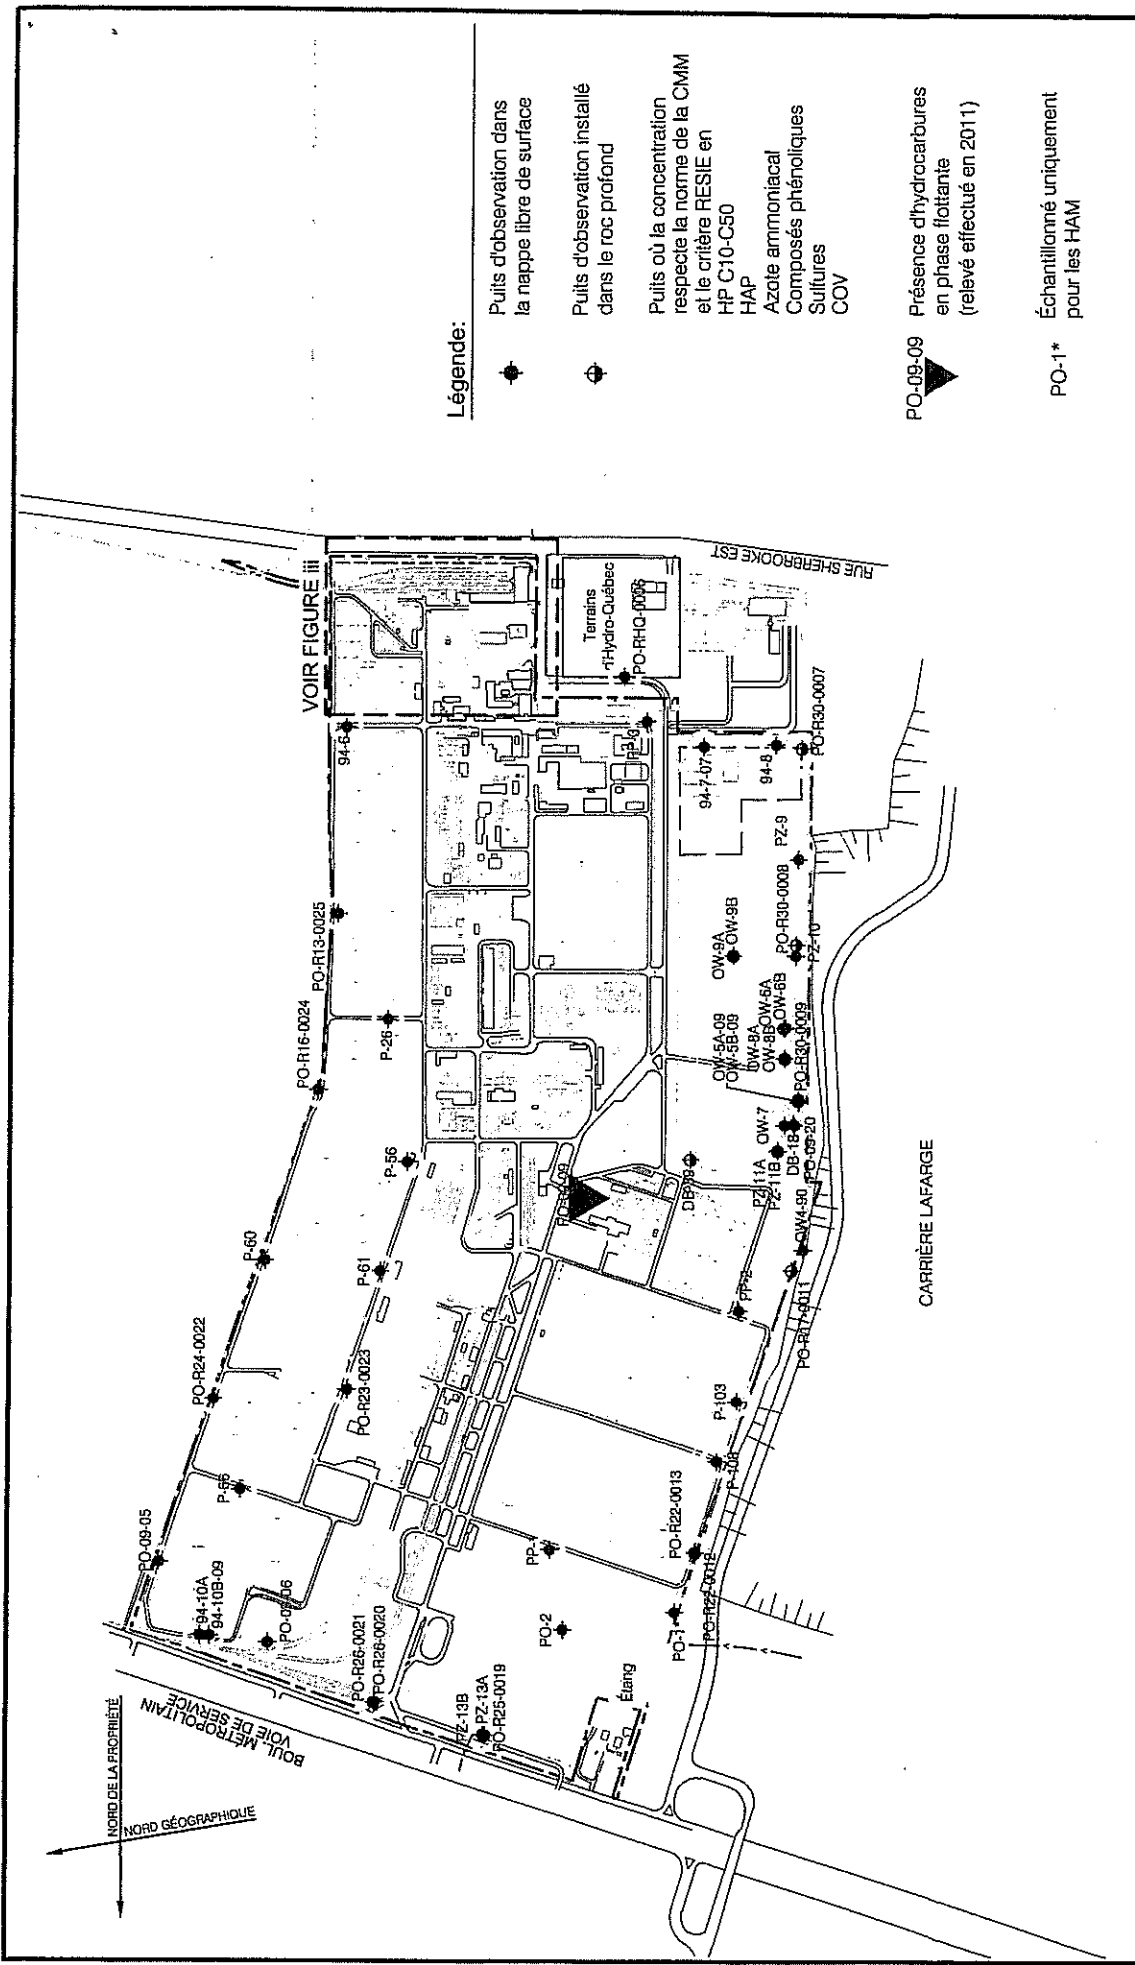 Légende:
Puits d'observation dans
la nappe libre de surface
Puits d'observation installé
dans le roc profond
Puits où la concentration
respecte la norme de la CMM
et le critère RESIE en
HP C10-C50
HAP
Azote ammoniacal
Composés phénoliques
Sulfures
COV
PO-09-09
Présence d'hydrocarbures
en phase flottante
(relevé effectué en 2011)
PO-1*
Échantillonné uniquement
pour les HAM
NORD DE LA PROPRIÉTÉ
NORD GÉOGRAPHIQUE
BOUL. MÉTROPOLITAIN
VOIE DE SERVICE
VOIR FIGURE III
RUE SHERBROOKE EST
Terrains
d'Hydro-Québec
PO-RHQ-0006
CARRIÈRE LAFARGE
Étang
PO-09-05
94-10A
94-10B-09
P-66
PO-R24-0022
P-60
PO-R16-0024
PO-R13-0025
94-6
P-26
P-56
P-61
PO-R23-0023
PO-R26-0021
PO-R26-0020
PZ-13B
PZ-13A
PO-R25-0019
PO-2
PO-1
PO-R22-0012
PO-R22-0013
P-108
P-103
PP-2
PO-R17-0011
OW4-90
PZ-11A
PZ-11B
DB-18
PO-09-20
OW-7
OW-5A-09
OW-5B-09
OW-8A
OW-8B
PO-R30-0009
OW-6A
OW-6B
OW-9A
OW-9B
PO-R30-0008
PZ-10
PZ-9
94-8
94-7-07
PO-R30-0007